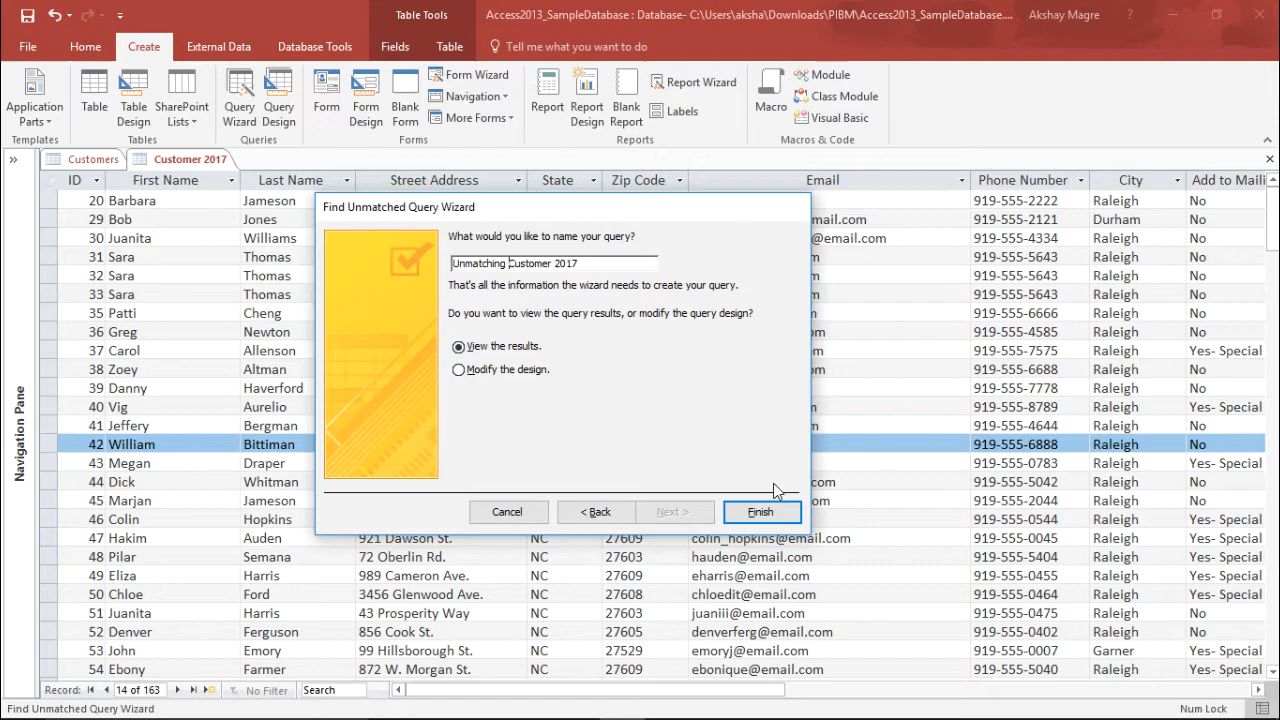 Table Tools
Access2013_SampleDatabase : Database- C:\Users\aksha\Downloads\PIBM\Access2013_SampleDatabase....
Akshay Magre
?
File Home Create External Data Database Tools Fields Table Tell me what you want to do
Application Parts
Table
Table Design
SharePoint Lists
Query Wizard
Query Design
Form
Form Design
Blank Form
Form Wizard
Navigation
More Forms
Report
Report Design
Blank Report
Report Wizard
Labels
Macro
Module
Class Module
Visual Basic
Templates Tables Queries Forms Reports Macros & Code
Customers Customer 2017
ID First Name Last Name Street Address State Zip Code Email Phone Number City Add to Maili
20 Barbara Jameson 919-555-2222 Raleigh No
29 Bob Jones mail.com 919-555-2121 Durham No
30 Juanita Williams @email.com 919-555-4334 Raleigh No
31 Sara Thomas om 919-555-5643 Raleigh No
32 Sara Thomas om 919-555-5643 Raleigh No
33 Sara Thomas om 919-555-5643 Raleigh No
35 Patti Cheng m 919-555-6666 Raleigh No
36 Greg Newton m 919-555-4585 Raleigh No
37 Carol Allenson om 919-555-7575 Raleigh Yes- Special
38 Zoey Altman m 919-555-6688 Raleigh No
39 Danny Haverford 919-555-7778 Raleigh No
40 Vig Aurelio m 919-555-8789 Raleigh Yes- Special
41 Jeffery Bergman m 919-555-4644 Raleigh No
42 William Bittiman 919-555-6888 Raleigh No
43 Megan Draper 919-555-0783 Raleigh Yes- Special
44 Dick Whitman com 919-555-5042 Raleigh No
45 Marjan Jameson om 919-555-2044 Raleigh No
46 Colin Hopkins colin_hopkins@email.com 919-555-0544 Raleigh Yes- Special
47 Hakim Auden 921 Dawson St. NC 27609 919-555-0045 Raleigh Yes- Special
48 Pilar Semana 72 Oberlin Rd. NC 27603 hauden@email.com 919-555-5404 Raleigh Yes- Special
49 Eliza Harris 989 Cameron Ave. NC 27609 eharris@email.com 919-555-0455 Raleigh Yes- Special
50 Chloe Ford 3456 Glenwood Ave. NC 27608 chloedit@email.com 919-555-0464 Raleigh Yes- Special
51 Juanita Harris 43 Prosperity Way NC 27603 juaniii@email.com 919-555-0475 Raleigh No
52 Denver Ferguson 856 Cook St. NC 27605 denverferg@email.com 919-555-0402 Raleigh No
53 John Emory 99 Hillsborough St. NC 27529 emoryj@email.com 919-555-0007 Garner Yes- Special
54 Ebony Farmer 872 W. Morgan St. NC 27609 ebonique@email.com 919-555-5040 Raleigh Yes- Special
Navigation Pane
Find Unmatched Query Wizard
What would you like to name your query?
Unmatching Customer 2017
That's all the information the wizard needs to create your query.
Do you want to view the query results, or modify the query design?
View the results.
Modify the design.
Cancel < Back Next > Finish
Record: 14 of 163 No Filter Search
Find Unmatched Query Wizard Num Lock